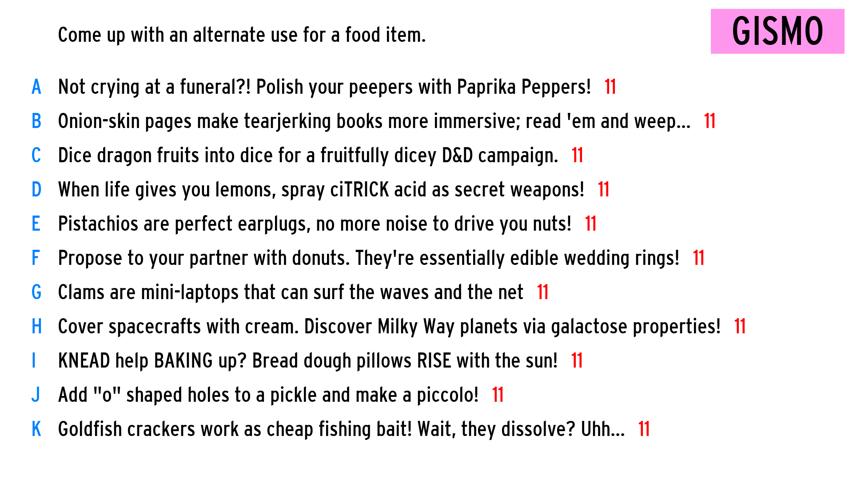 Come up with an alternate use for a food item.
GISMO
A Not crying at a funeral?! Polish your peepers with Paprika Peppers! 11
B Onion-skin pages make tearjerking books more immersive; read 'em and weep... 11
C Dice dragon fruits into dice for a fruitfully dicey D&D campaign. 11
D When life gives you lemons, spray ciTRICK acid as secret weapons! 11
E Pistachios are perfect earplugs, no more noise to drive you nuts! 11
F Propose to your partner with donuts. They're essentially edible wedding rings! 11
G Clams are mini-laptops that can surf the waves and the net 11
H Cover spacecrafts with cream. Discover Milky Way planets via galactose properties! 11
I KNEAD help BAKING up? Bread dough pillows RISE with the sun! 11
J Add "o" shaped holes to a pickle and make a piccolo! 11
K Goldfish crackers work as cheap fishing bait! Wait, they dissolve? Uhh... 11